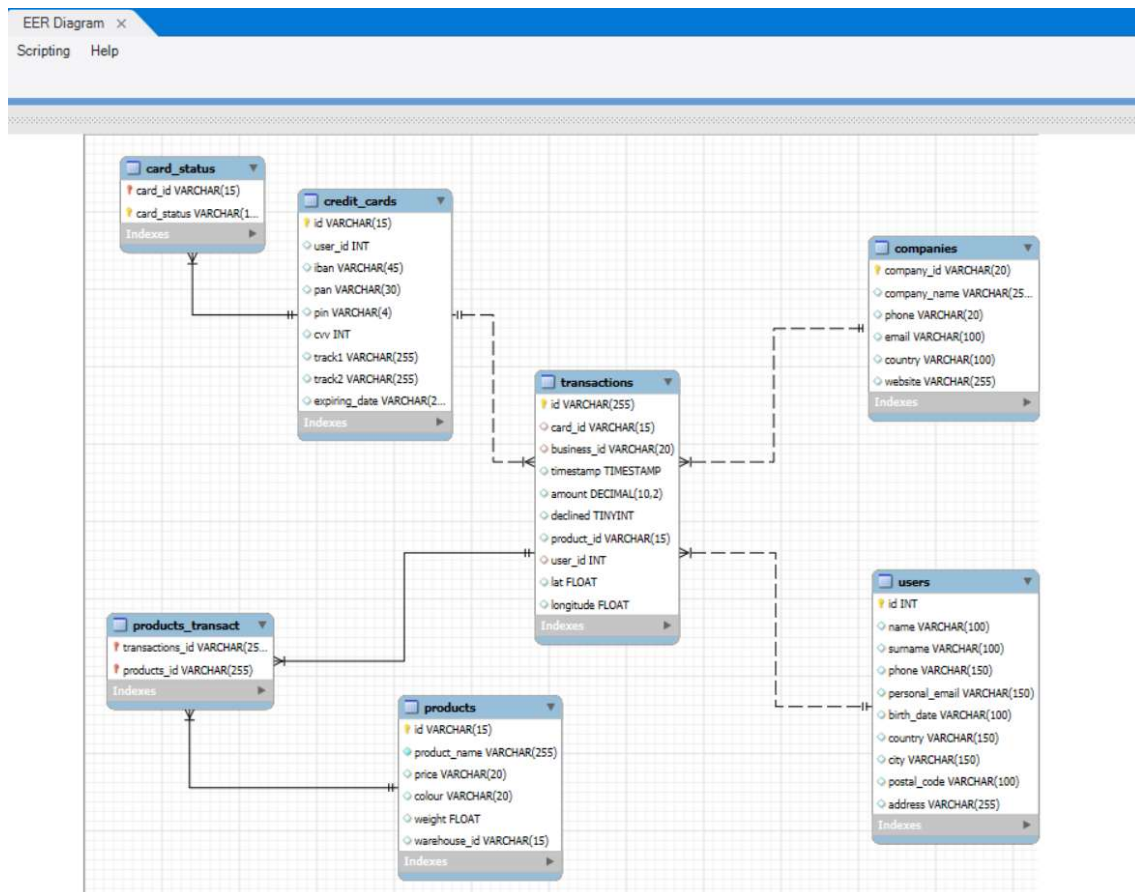 EER Diagram ×
Scripting Help
card_status
card_id VARCHAR(15)
card_status VARCHAR(1...
Indexes
credit_cards
id VARCHAR(15)
user_id INT
iban VARCHAR(45)
pan VARCHAR(30)
pin VARCHAR(4)
cvv INT
track1 VARCHAR(255)
track2 VARCHAR(255)
expiring_date VARCHAR(2...
Indexes
companies
company_id VARCHAR(20)
company_name VARCHAR(25...
phone VARCHAR(20)
email VARCHAR(100)
country VARCHAR(100)
website VARCHAR(255)
Indexes
transactions
id VARCHAR(255)
card_id VARCHAR(15)
business_id VARCHAR(20)
timestamp TIMESTAMP
amount DECIMAL(10,2)
declined TINYINT
product_id VARCHAR(15)
user_id INT
lat FLOAT
longitude FLOAT
Indexes
users
id INT
name VARCHAR(100)
surname VARCHAR(100)
phone VARCHAR(150)
personal_email VARCHAR(150)
birth_date VARCHAR(100)
country VARCHAR(150)
city VARCHAR(150)
postal_code VARCHAR(100)
address VARCHAR(255)
Indexes
products_transact
transactions_id VARCHAR(25...
products_id VARCHAR(255)
Indexes
products
id VARCHAR(15)
product_name VARCHAR(255)
price VARCHAR(20)
colour VARCHAR(20)
weight FLOAT
warehouse_id VARCHAR(15)
Indexes